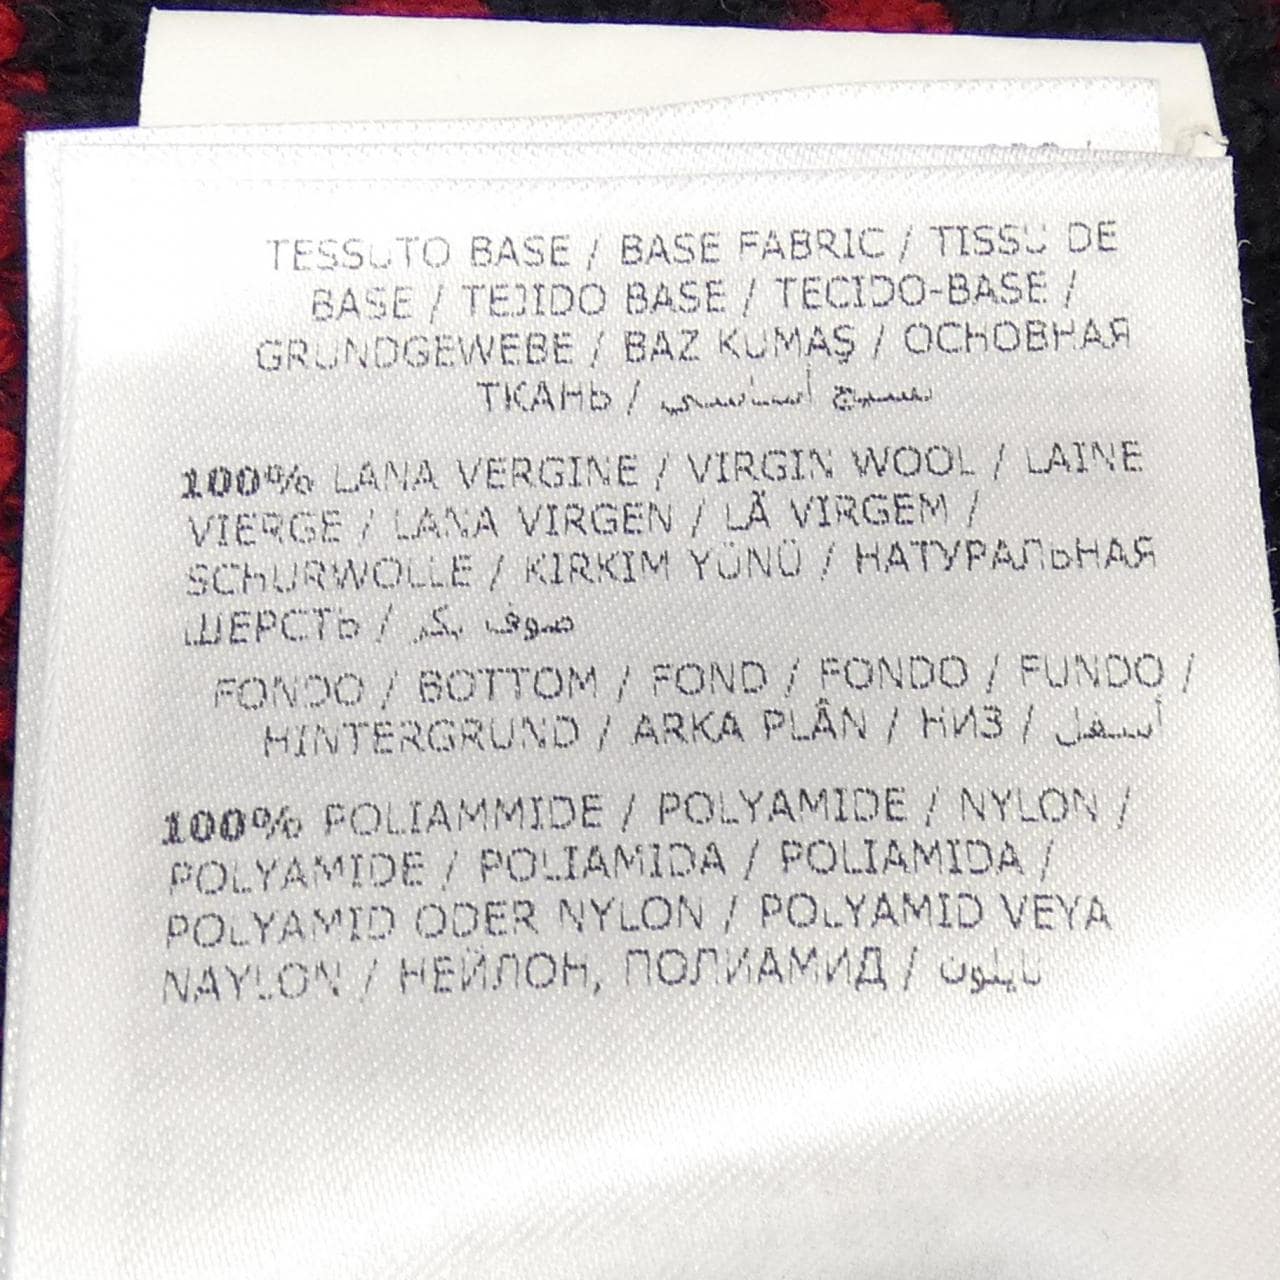 TESSUTO BASE / BASE FABRIC / TISSU DE
BASE / TEJIDO BASE / TECIDO-BASE /
GRUNDGEWEBE / BAZ KUMAŞ / ОСНОВНАЯ
ТКАНЬ / نسيج أساسي
100% LANA VERGINE / VIRGIN WOOL / LAINE
VIERGE / LANA VIRGEN / LÃ VIRGEM /
SCHURWOLLE / KIRKIM YÜNÜ / НАТУРАЛЬНАЯ
ШЕРСТЬ / صوف بكر
FONDO / BOTTOM / FOND / FONDO / FUNDO /
HINTERGRUND / ARKA PLÂN / НИЗ / أسفل
100% POLIAMMIDE / POLYAMIDE / NYLON /
POLYAMIDE / POLIAMIDA / POLIAMIDA /
POLYAMID ODER NYLON / POLYAMID VEYA
NAYLON / НЕЙЛОН, ПОЛИАМИД / نايلون